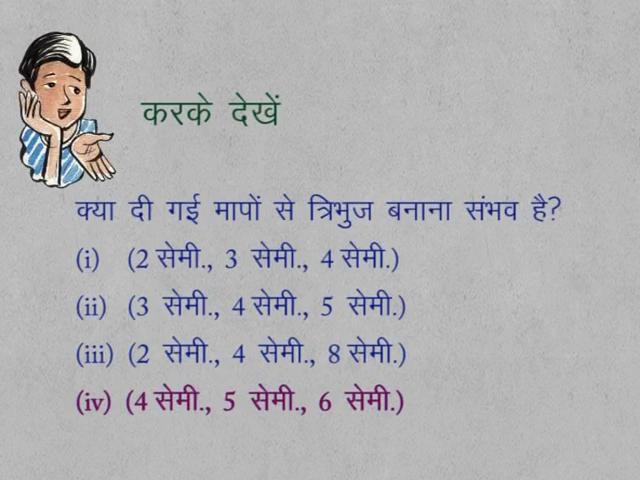 करके देखें
क्या दी गई मापों से त्रिभुज बनाना संभव है?
(i) (2 सेमी., 3 सेमी., 4 सेमी.)
(ii) (3 सेमी., 4 सेमी., 5 सेमी.)
(iii) (2 सेमी., 4 सेमी., 8 सेमी.)
(iv) (4 सेमी., 5 सेमी., 6 सेमी.)